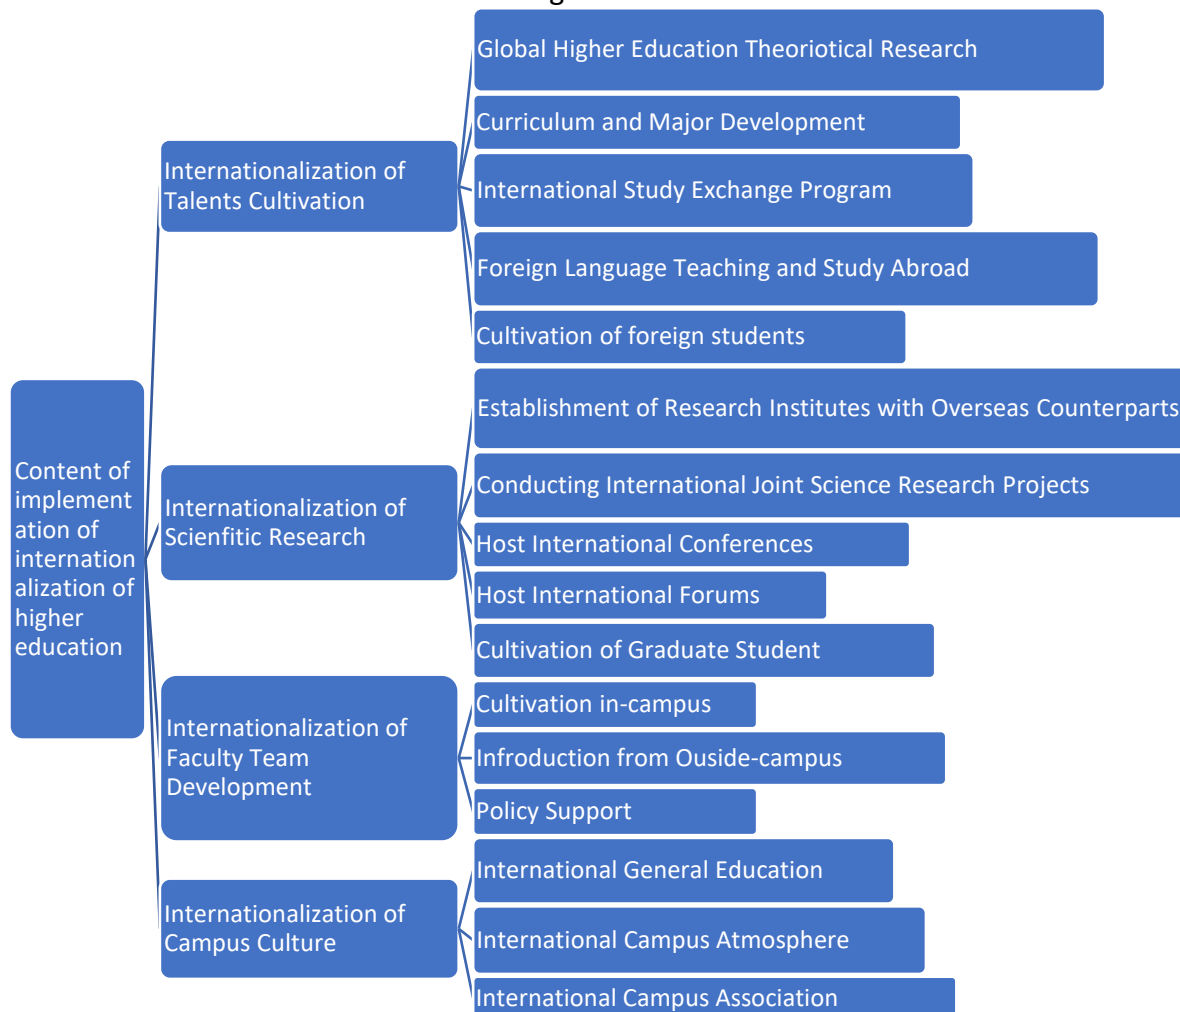 Content of
implement
ation of
internation
alization of
higher
education
Internationalization of
Talents Cultivation
Global Higher Education Theoriotical Research
Curriculum and Major Development
International Study Exchange Program
Foreign Language Teaching and Study Abroad
Cultivation of foreign students
Internationalization of
Scienfitic Research
Establishment of Research Institutes with Overseas Counterparts
Conducting International Joint Science Research Projects
Host International Conferences
Host International Forums
Cultivation of Graduate Student
Internationalization of
Faculty Team
Development
Cultivation in-campus
Infroduction from Ouside-campus
Policy Support
Internationalization of
Campus Culture
International General Education
International Campus Atmosphere
International Campus Association